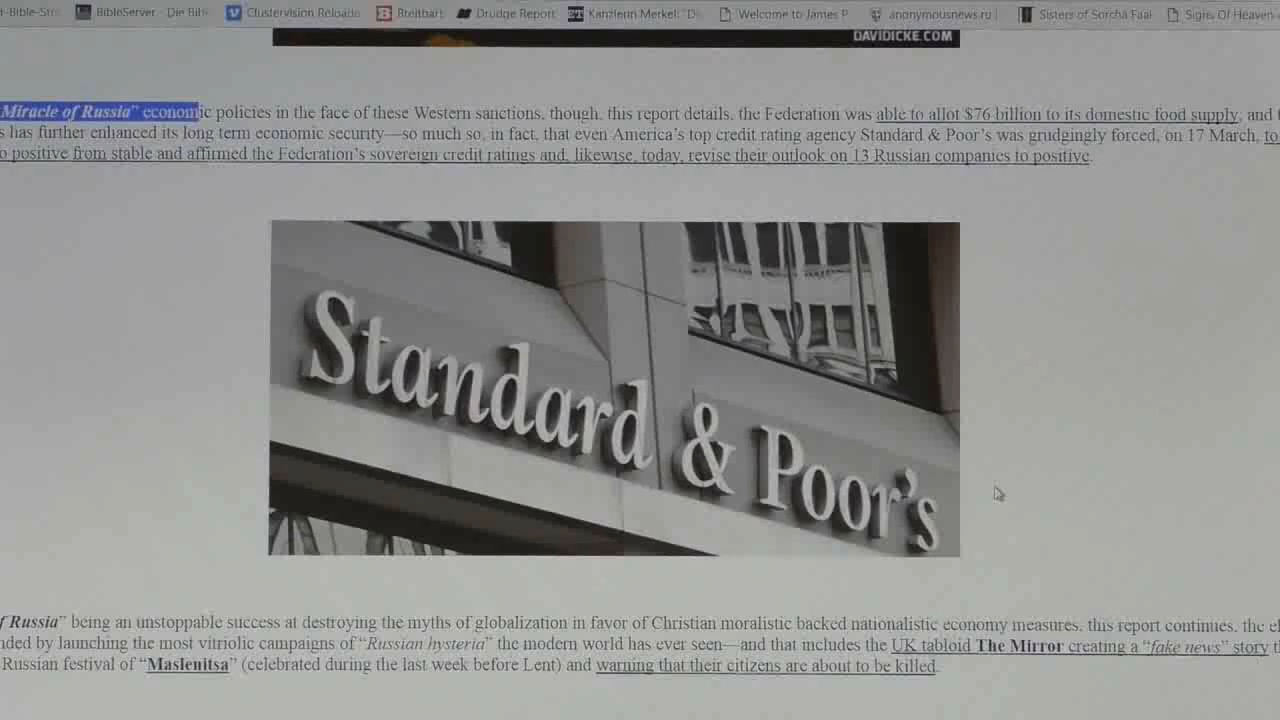 -Bible-Str
BibleServer - Die Bib
Clustervision Reloade
Breitbart
Drudge Report
ET Kanzlerin Merkel: "Di
Welcome to James P
anonymousnews.ru |
Sisters of Sorcha Faal
Signs Of Heaven
DAVIDICKE.COM
Miracle of Russia" economic policies in the face of these Western sanctions, though, this report details, the Federation was able to allot $76 billion to its domestic food supply, and
s has further enhanced its long term economic security—so much so, in fact, that even America's top credit rating agency Standard & Poor's was grudgingly forced, on 17 March, to
o positive from stable and affirmed the Federation's sovereign credit ratings and, likewise, today, revise their outlook on 13 Russian companies to positive.
Standard & Poor's
f Russia" being an unstoppable success at destroying the myths of globalization in favor of Christian moralistic backed nationalistic economy measures, this report continues, the el
nded by launching the most vitriolic campaigns of "Russian hysteria" the modern world has ever seen—and that includes the UK tabloid The Mirror creating a "fake news" story
Russian festival of "Maslenitsa" (celebrated during the last week before Lent) and warning that their citizens are about to be killed.